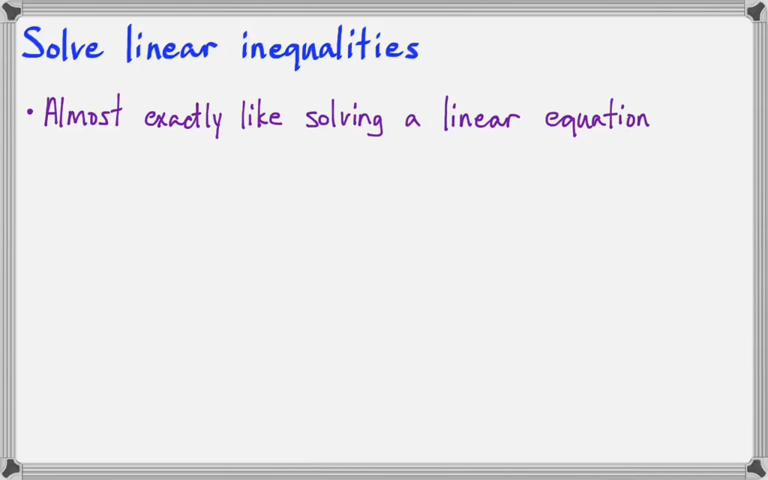 Solve linear inequalities
• Almost exactly like solving a linear equation